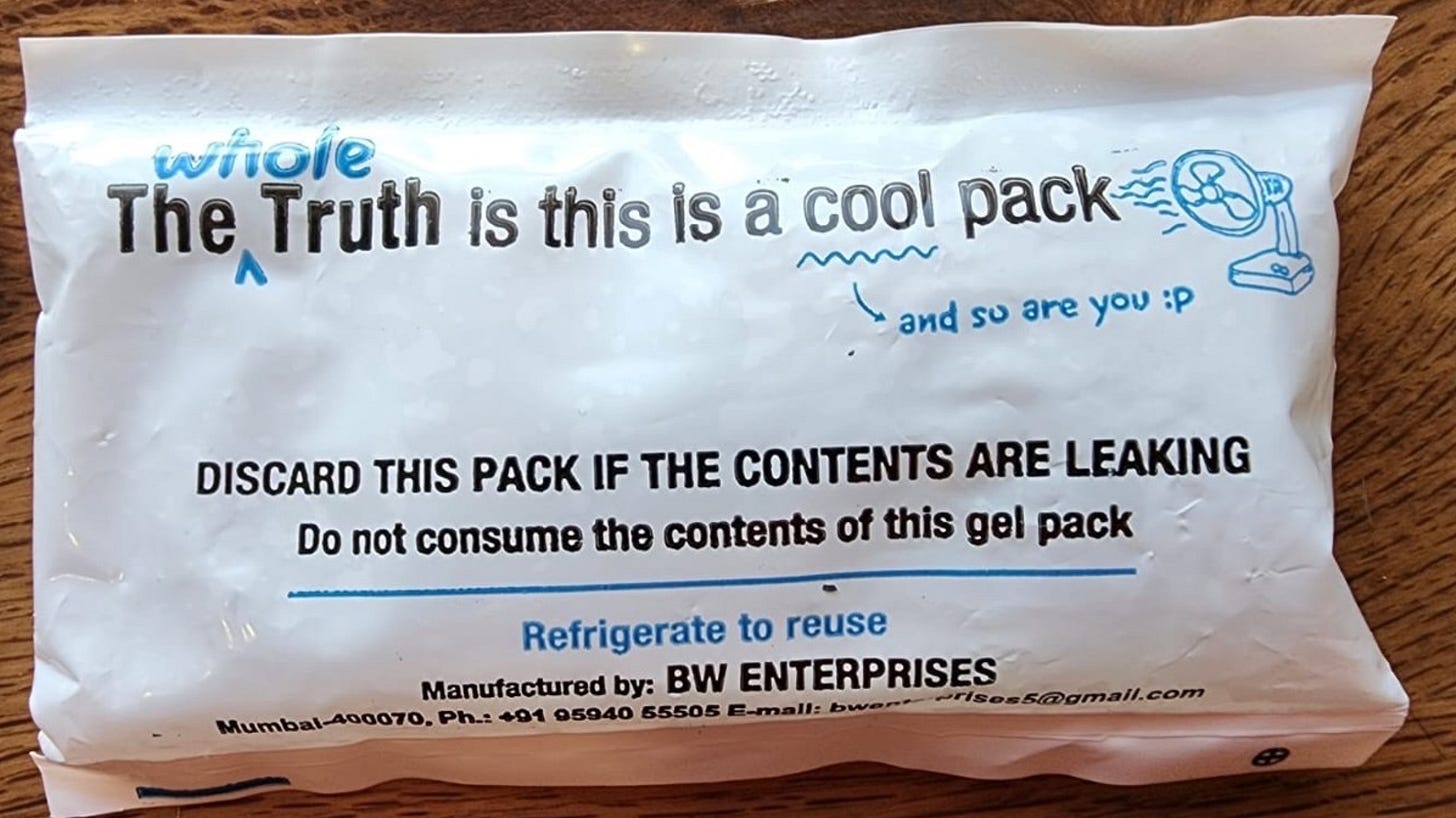 whole
The Truth is this is a cool pack
and so are you :p
DISCARD THIS PACK IF THE CONTENTS ARE LEAKING
Do not consume the contents of this gel pack
Refrigerate to reuse
Manufactured by: BW ENTERPRISES
Mumbai-400070, Ph.: +91 95940 55505 E-mail: